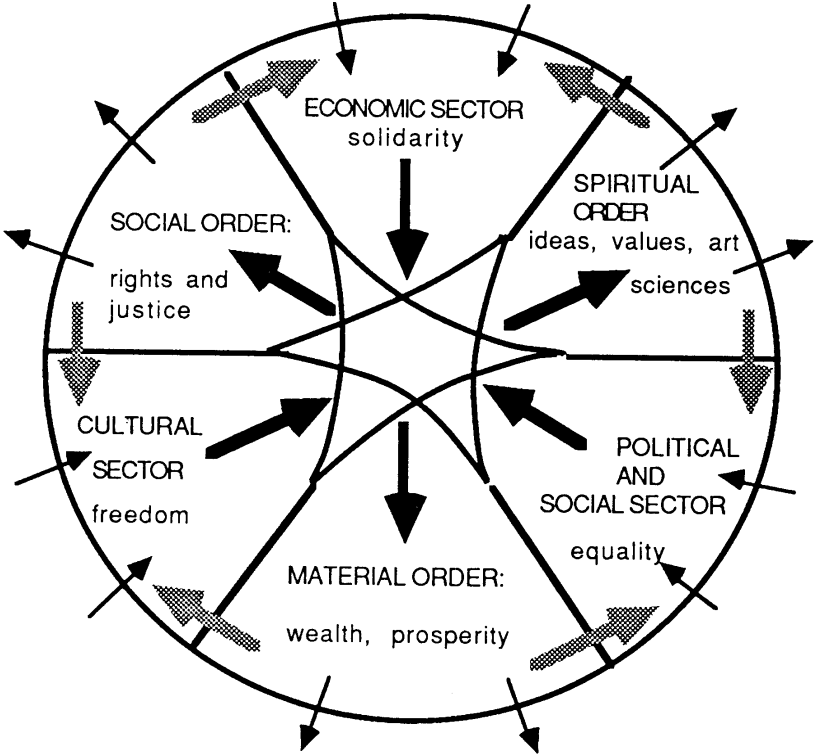 ECONOMIC SECTOR
solidarity
SPIRITUAL
ORDER
ideas, values, art
sciences
SOCIAL ORDER:
rights and
justice
CULTURAL
SECTOR
freedom
POLITICAL
AND
SOCIAL SECTOR
equality
MATERIAL ORDER:
wealth, prosperity